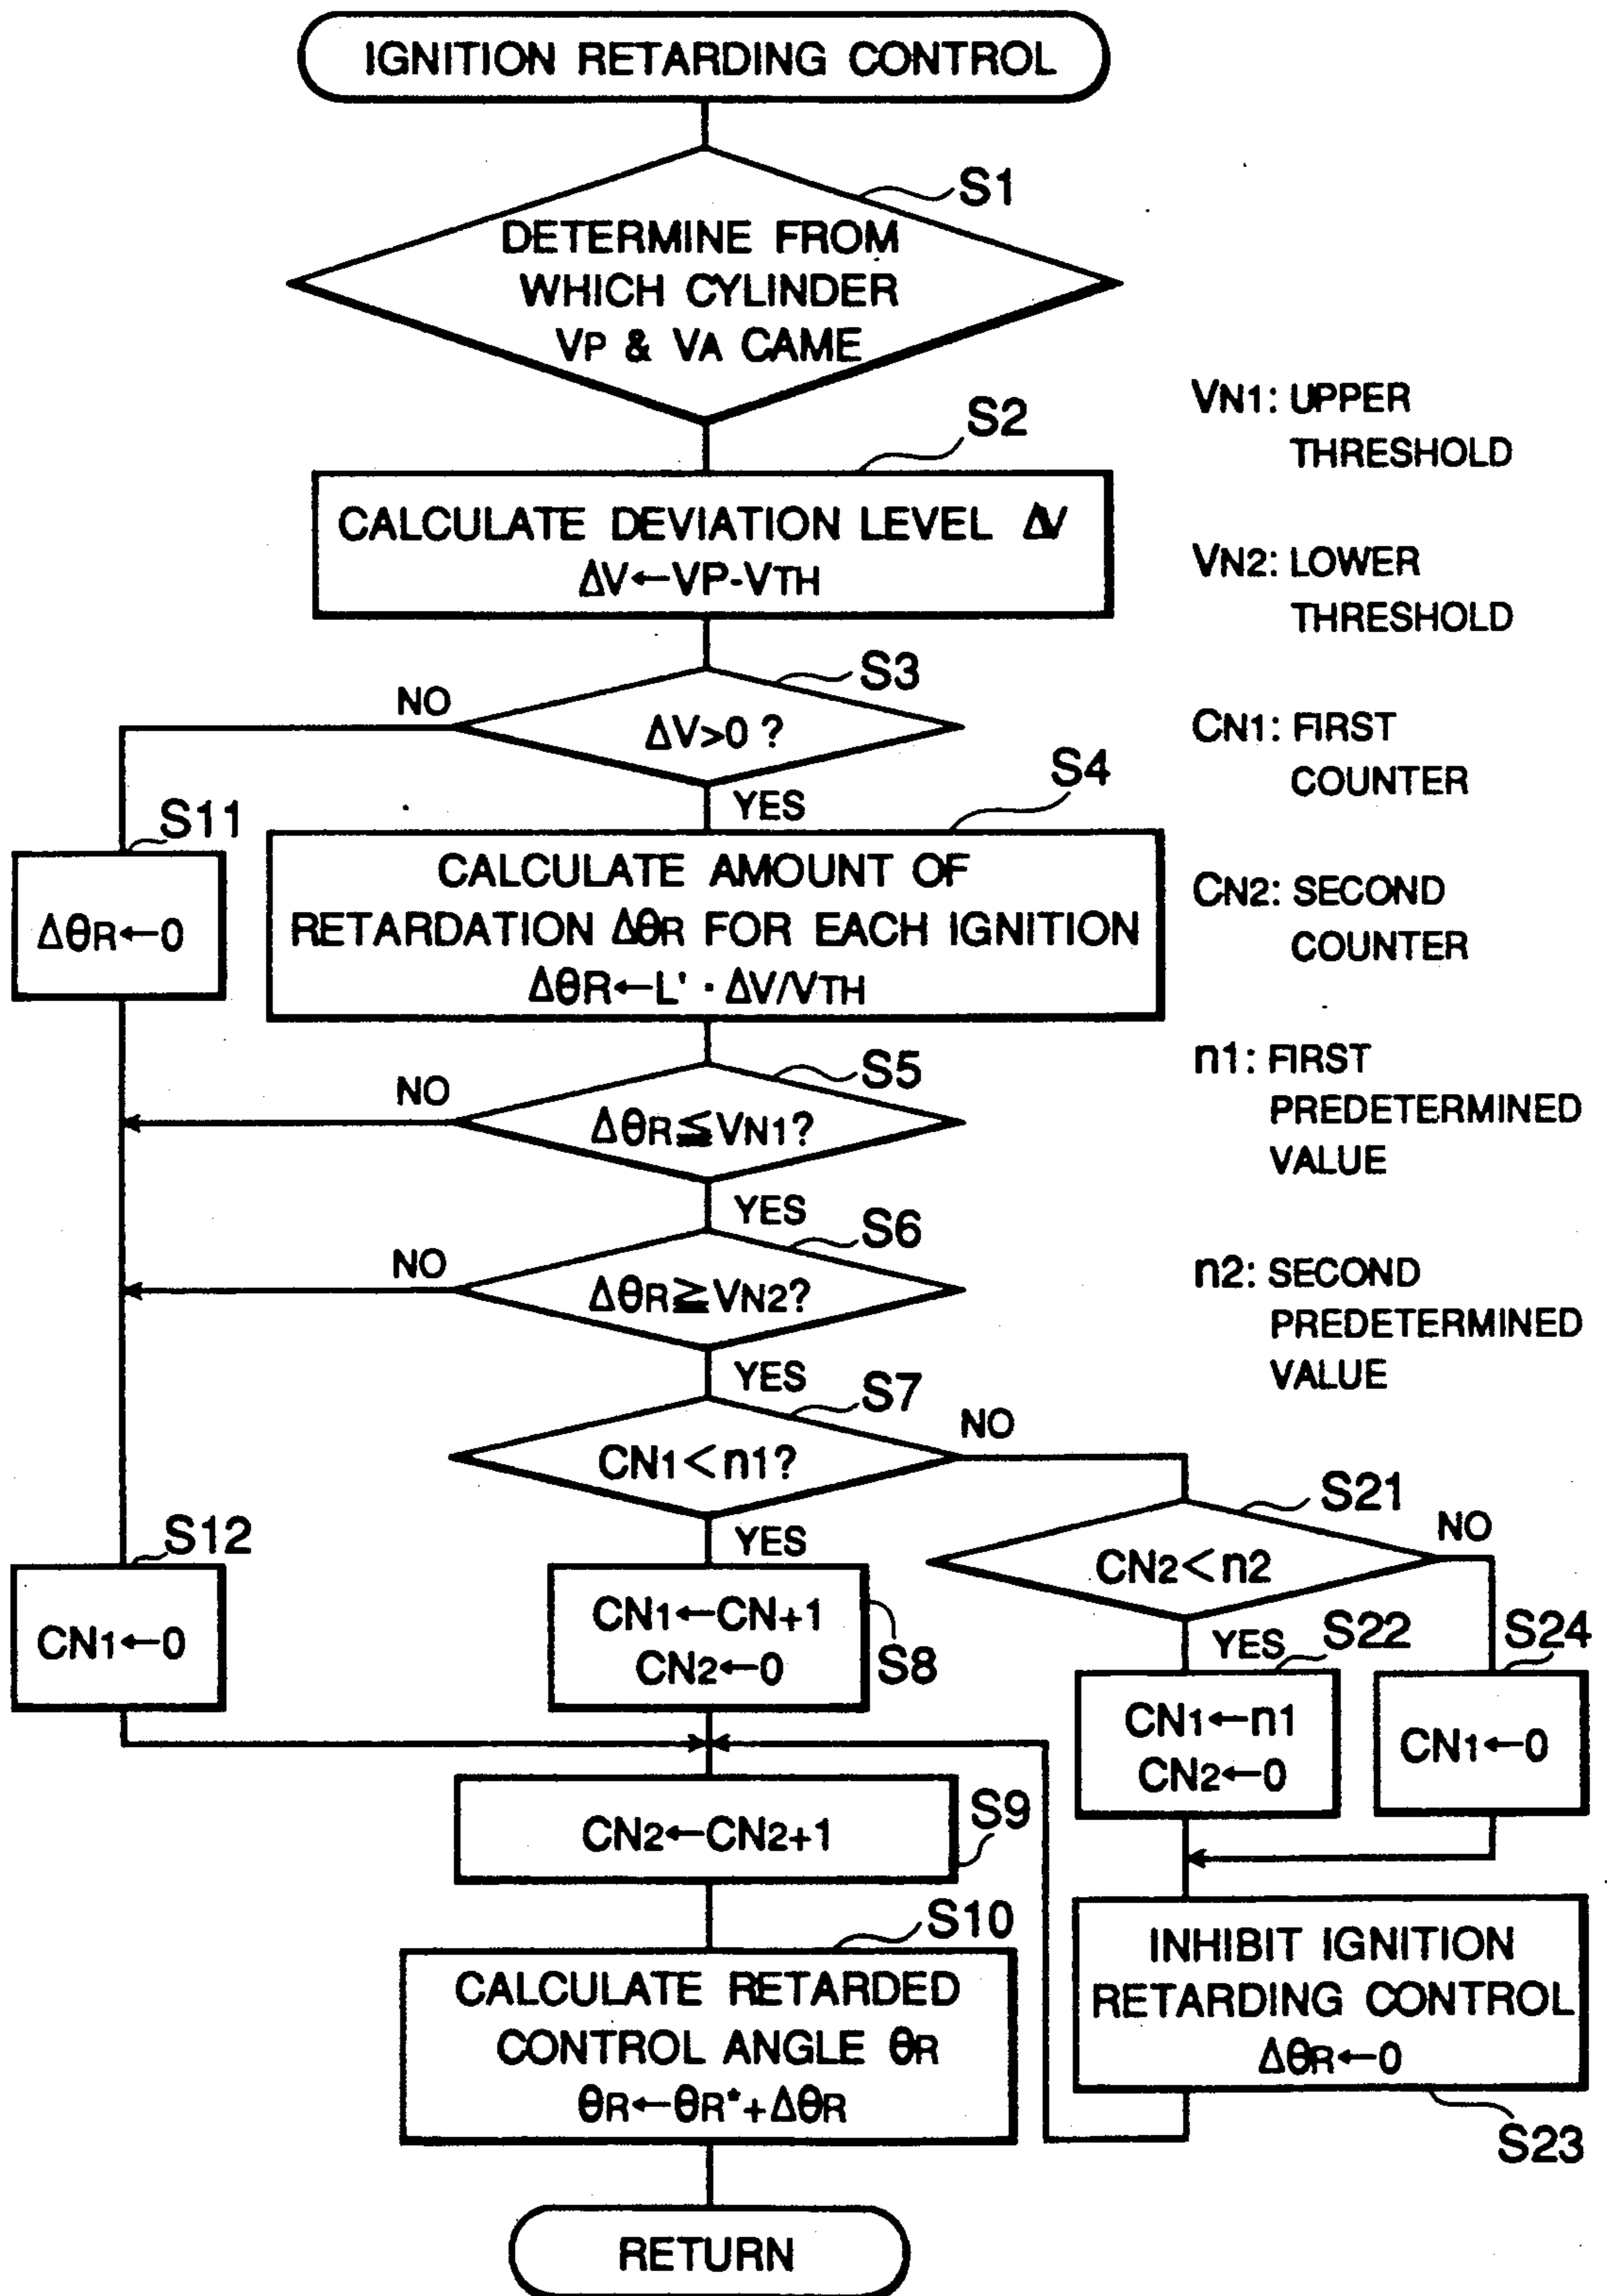 IGNITION RETARDING CONTROL
S1
DETERMINE FROM
WHICH CYLINDER
VP & VA CAME
S2
CALCULATE DEVIATION LEVEL ΔV
ΔV←VP-VTH
S3
NO
ΔV>0 ?
YES
S4
CALCULATE AMOUNT OF
RETARDATION ΔθR FOR EACH IGNITION
ΔθR←L' · ΔV/VTH
S11
ΔθR←0
S5
NO
ΔθR≦VN1?
YES
S6
NO
ΔθR≧VN2?
YES
S7
NO
CN1<n1?
YES
S12
CN1←0
CN1←CN+1
CN2←0
S8
S21
NO
CN2<n2
YES
S22
CN1←n1
CN2←0
S24
CN1←0
S9
CN2←CN2+1
S10
CALCULATE RETARDED
CONTROL ANGLE θR
θR←θR*+ΔθR
INHIBIT IGNITION
RETARDING CONTROL
ΔθR←0
S23
RETURN
VN1: UPPER
THRESHOLD
VN2: LOWER
THRESHOLD
CN1: FIRST
COUNTER
CN2: SECOND
COUNTER
n1: FIRST
PREDETERMINED
VALUE
n2: SECOND
PREDETERMINED
VALUE